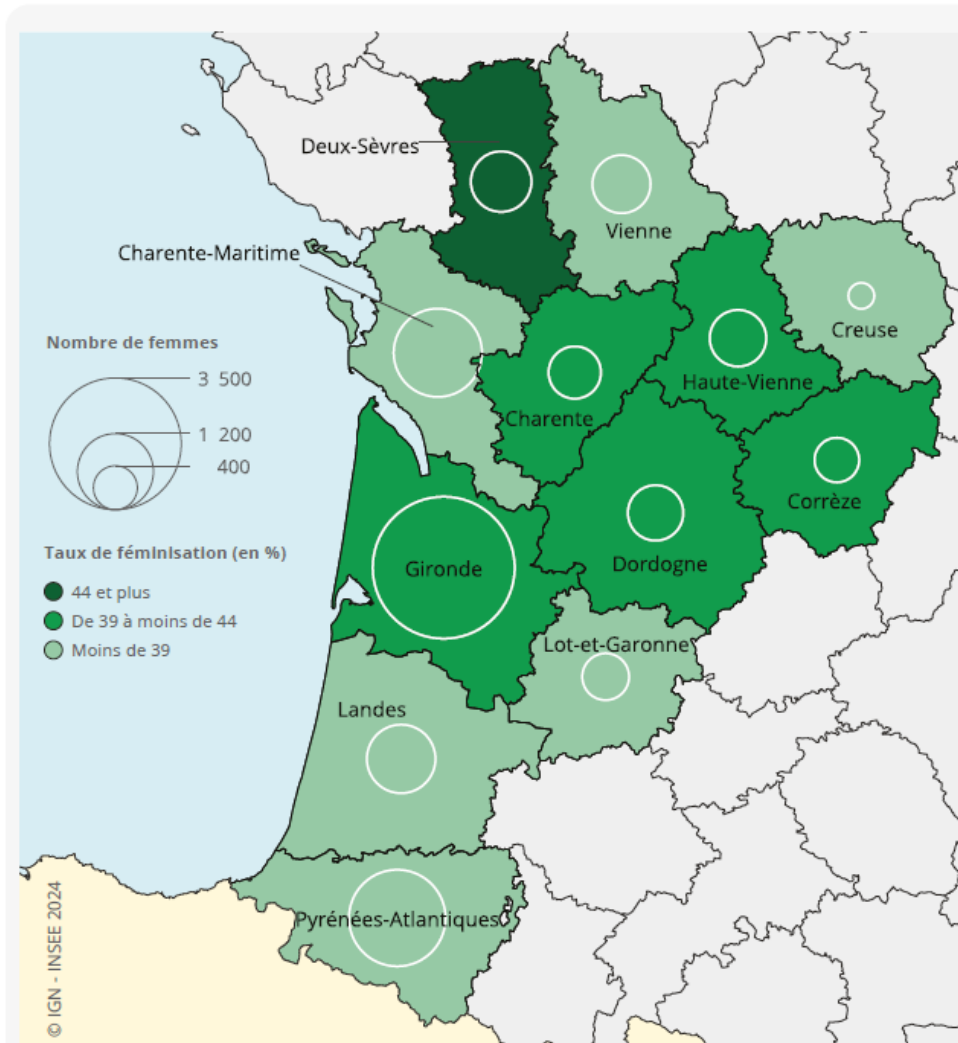 Deux-Sèvres
Vienne
Charente-Maritime
Creuse
Nombre de femmes
3 500
1 200
400
Haute-Vienne
Charente
Corrèze
Taux de féminisation (en %)
44 et plus
De 39 à moins de 44
Moins de 39
Gironde
Dordogne
Lot-et-Garonne
Landes
Pyrénées-Atlantiques
© IGN - INSEE 2024